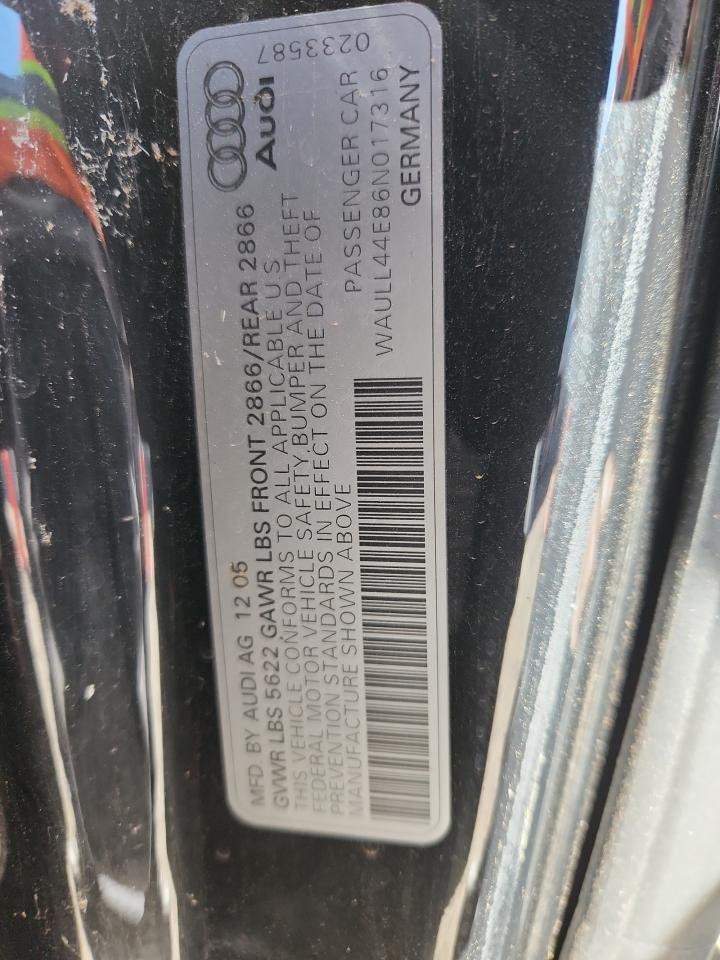 0233587
Audi
MFD. BY AUDI AG 12 05
GVWR LBS 5622 GAWR LBS FRONT 2866/REAR 2866
THIS VEHICLE CONFORMS TO ALL APPLICABLE U S
FEDERAL MOTOR VEHICLE SAFETY, BUMPER AND THEFT
PREVENTION STANDARDS IN EFFECT ON THE DATE OF
MANUFACTURE SHOWN ABOVE
PASSENGER CAR
WAULL44E86N017316
GERMANY